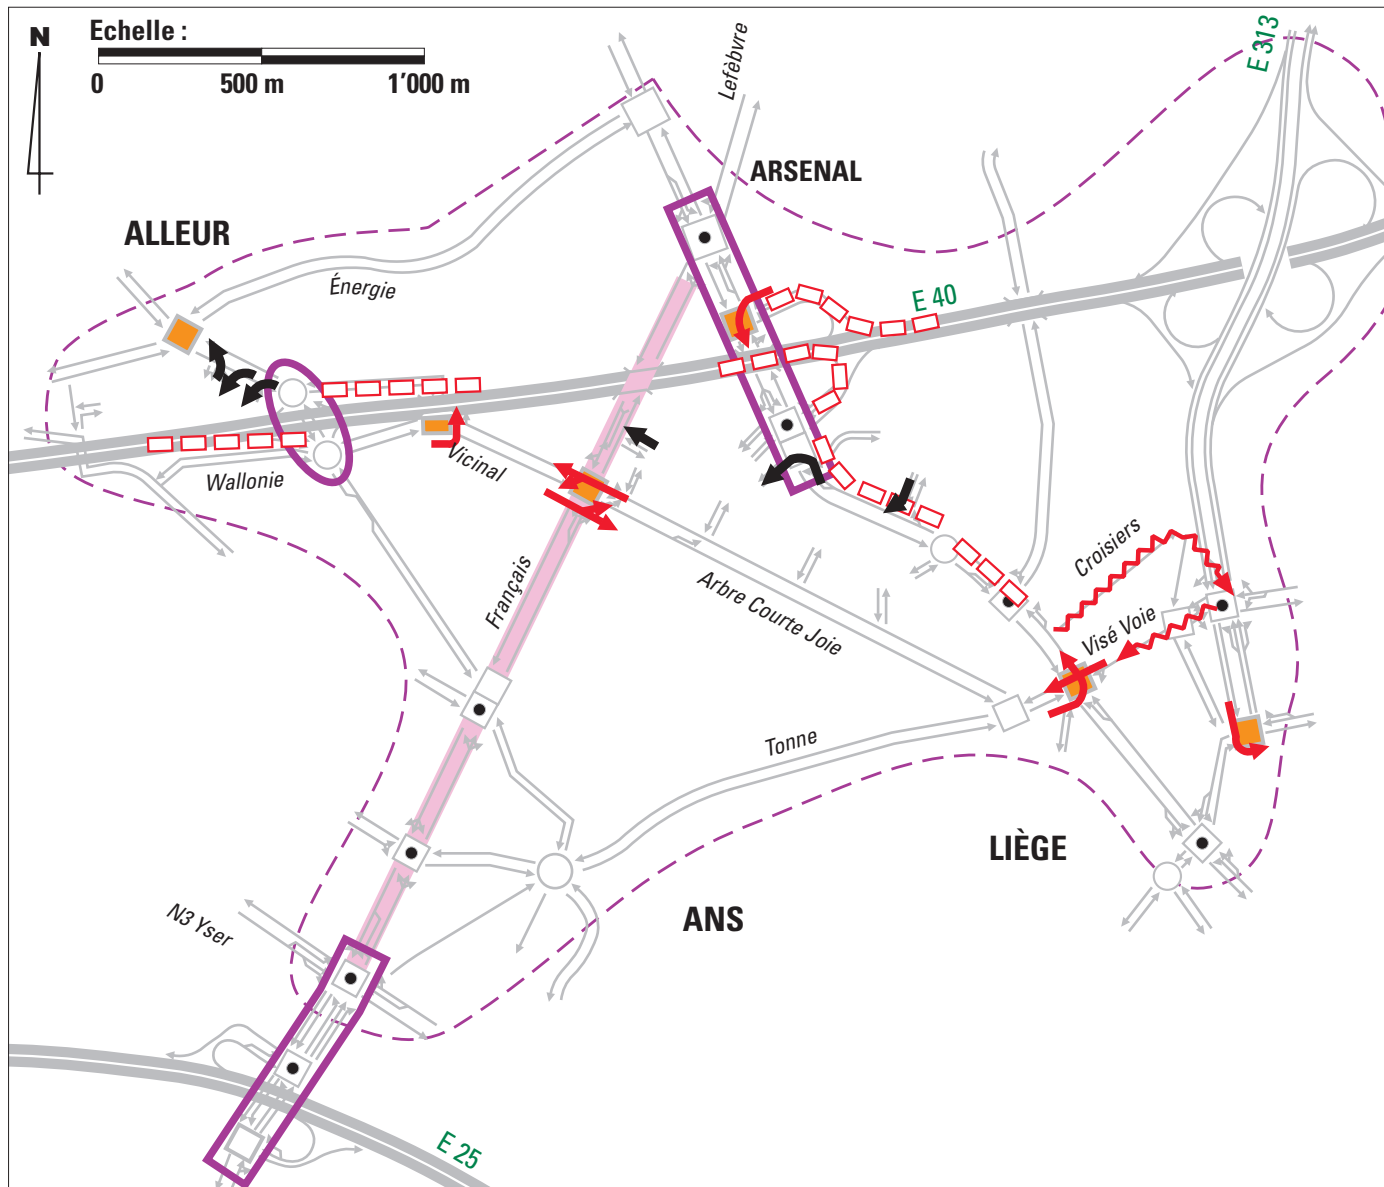 N
Echelle :
0 500 m 1'000 m
E 313
Lefèbvre
ARSENAL
ALLEUR
Énergie
E 40
Wallonie
Vicinal
Français
Arbre Courte Joie
Croisiers
Visé Voie
Tonne
LIÈGE
N3 Yser
ANS
E 25